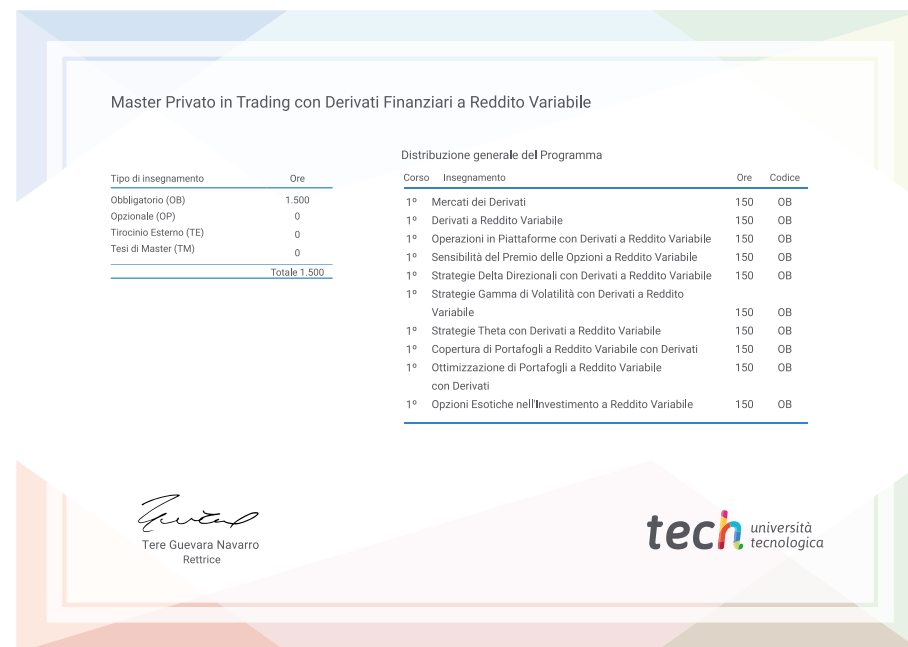 Master Privato in Trading con Derivati Finanziari a Reddito Variabile
Tipo di insegnamento Ore
Obbligatorio (OB) 1.500
Opzionale (OP) 0
Tirocinio Esterno (TE) 0
Tesi di Master (TM) 0
Totale 1.500
Distribuzione generale del Programma
Corso Insegnamento Ore Codice
1º Mercati dei Derivati 150 OB
1º Derivati a Reddito Variabile 150 OB
1º Operazioni in Piattaforme con Derivati a Reddito Variabile 150 OB
1º Sensibilità del Premio delle Opzioni a Reddito Variabile 150 OB
1º Strategie Delta Direzionali con Derivati a Reddito Variabile 150 OB
1º Strategie Gamma di Volatilità con Derivati a Reddito
Variabile 150 OB
1º Strategie Theta con Derivati a Reddito Variabile 150 OB
1º Copertura di Portafogli a Reddito Variabile con Derivati 150 OB
1º Ottimizzazione di Portafogli a Reddito Variabile 150 OB
con Derivati
1º Opzioni Esotiche nell'Investimento a Reddito Variabile 150 OB
Tere Guevara Navarro
Rettrice
tech università
tecnologica